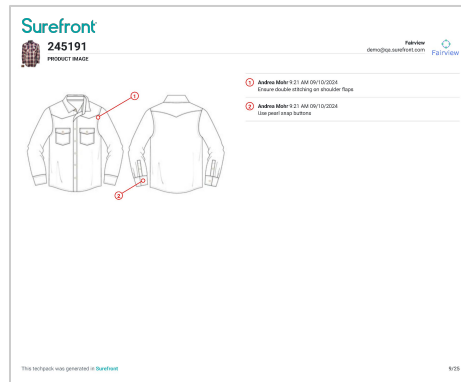 Surefront
245191
PRODUCT IMAGE
Fairview
demo@qa.surefront.com
Fairview
1 Andrea Mohr 9:21 AM 09/10/2024
Ensure double stitching on shoulder flaps
2 Andrea Mohr 9:21 AM 09/10/2024
Use pearl snap buttons
1
2
This techpack was generated in Surefront
9/25